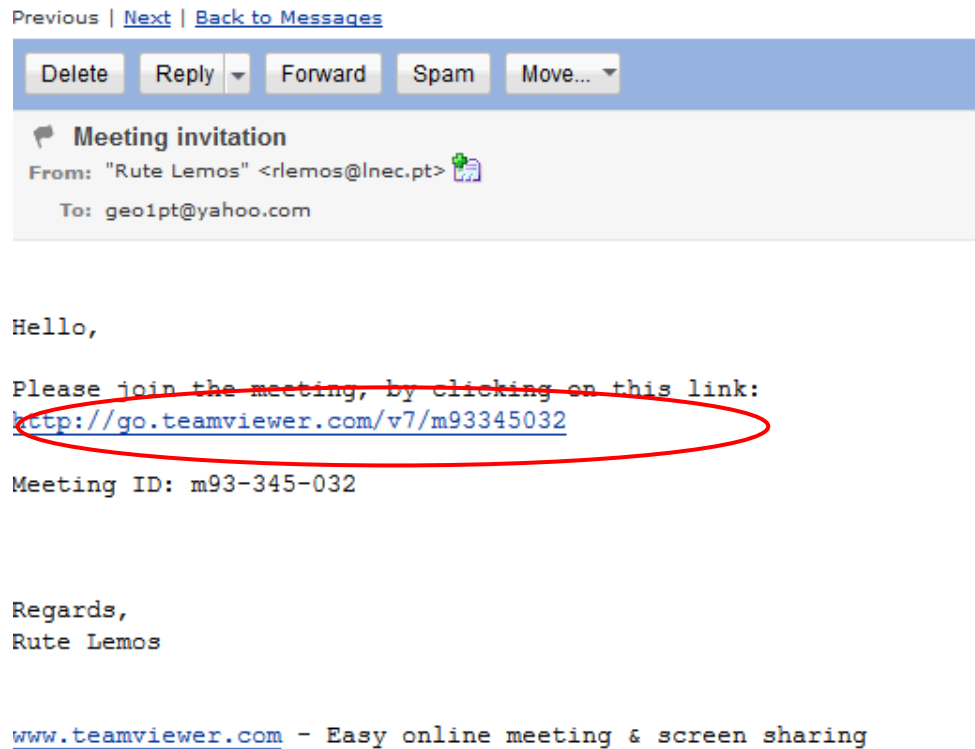 Previous | Next | Back to Messages
Delete Reply Forward Spam Move...
Meeting invitation
From: "Rute Lemos" <rlemos@lnec.pt>
To: geo1pt@yahoo.com
Hello,
Please join the meeting, by clicking on this link:
http://go.teamviewer.com/v7/m93345032
Meeting ID: m93-345-032
Regards,
Rute Lemos
www.teamviewer.com - Easy online meeting & screen sharing